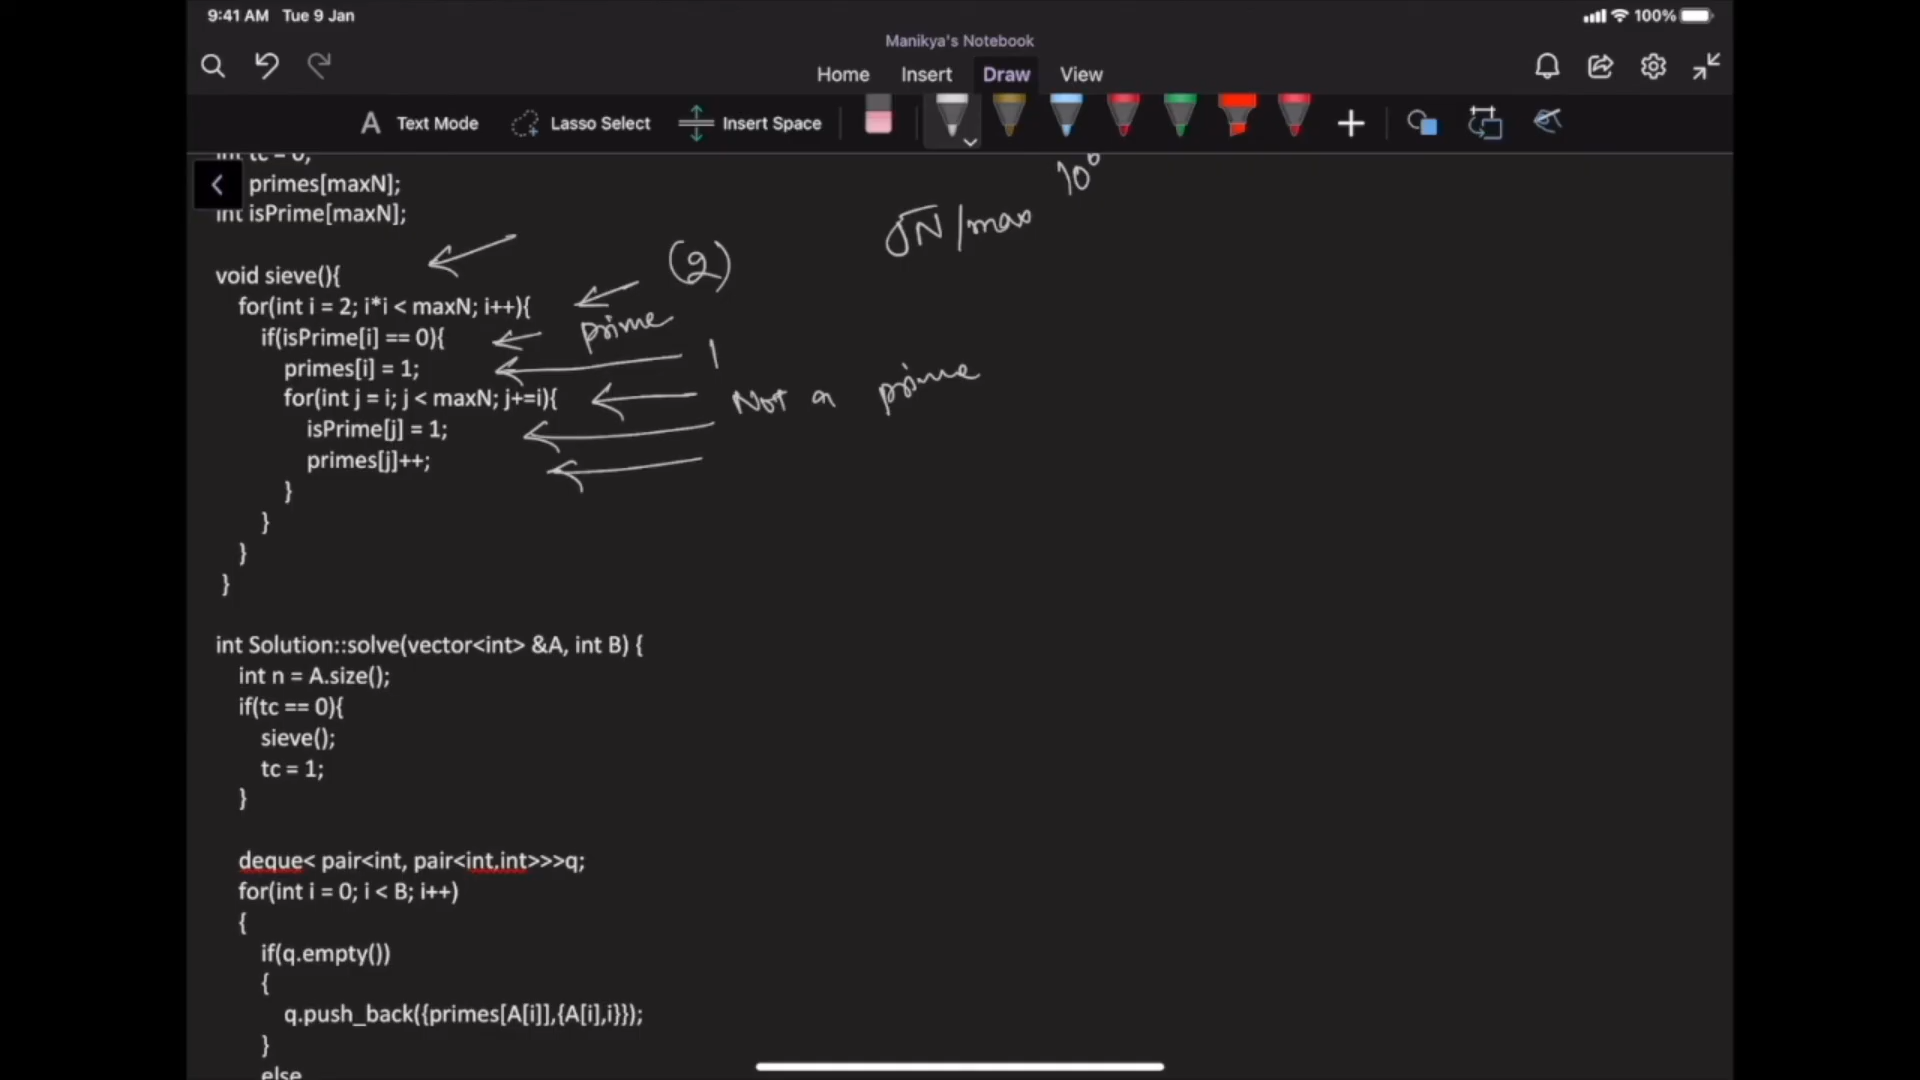 9:41 AM Tue 9 Jan
100%
Manikya's Notebook
Home Insert Draw View
Text Mode Lasso Select Insert Space
int tc = 0;
primes[maxN];
int isPrime[maxN];
√N / max
void sieve(){
(2)
for(int i = 2; i*i < maxN; i++){
if(isPrime[i] == 0){ prime
primes[i] = 1; 1
for(int j = i; j < maxN; j+=i){ Not a prime
isPrime[j] = 1;
primes[j]++;
}
}
}
}
int Solution::solve(vector<int> &A, int B) {
int n = A.size();
if(tc == 0){
sieve();
tc = 1;
}
deque< pair<int, pair<int,int>>>q;
for(int i = 0; i < B; i++)
{
if(q.empty())
{
q.push_back({primes[A[i]],{A[i],i}});
}
else